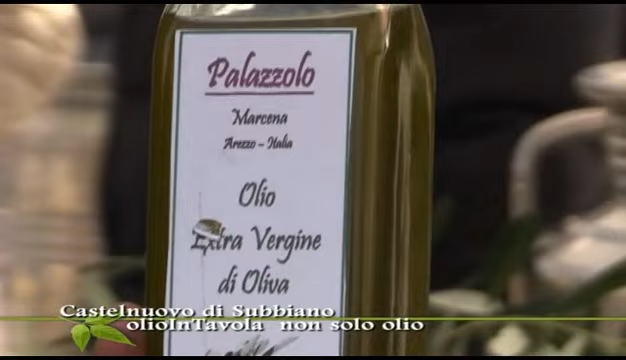 Palazzolo
Marcena
Arezzo - Italia
Olio
Extra Vergine
di Oliva
Castelnuovo di Subbiano
olioInTavola non solo olio